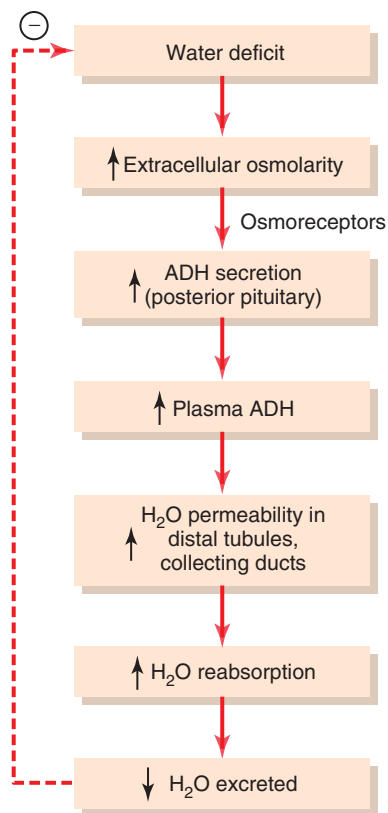 −
Water deficit
↑ Extracellular osmolarity
Osmoreceptors
↑ ADH secretion
(posterior pituitary)
↑ Plasma ADH
H₂O permeability in
↑ distal tubules,
collecting ducts
↑ H₂O reabsorption
↓ H₂O excreted